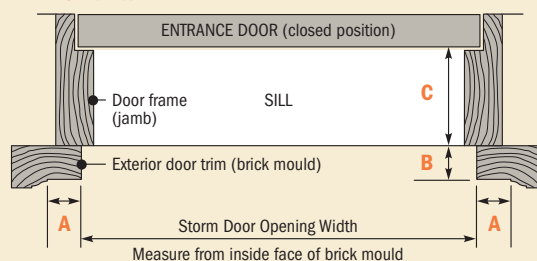 ENTRANCE DOOR (closed position)
C
Door frame
(jamb)
SILL
Exterior door trim (brick mould)
B
A
Storm Door Opening Width
A
Measure from inside face of brick mould